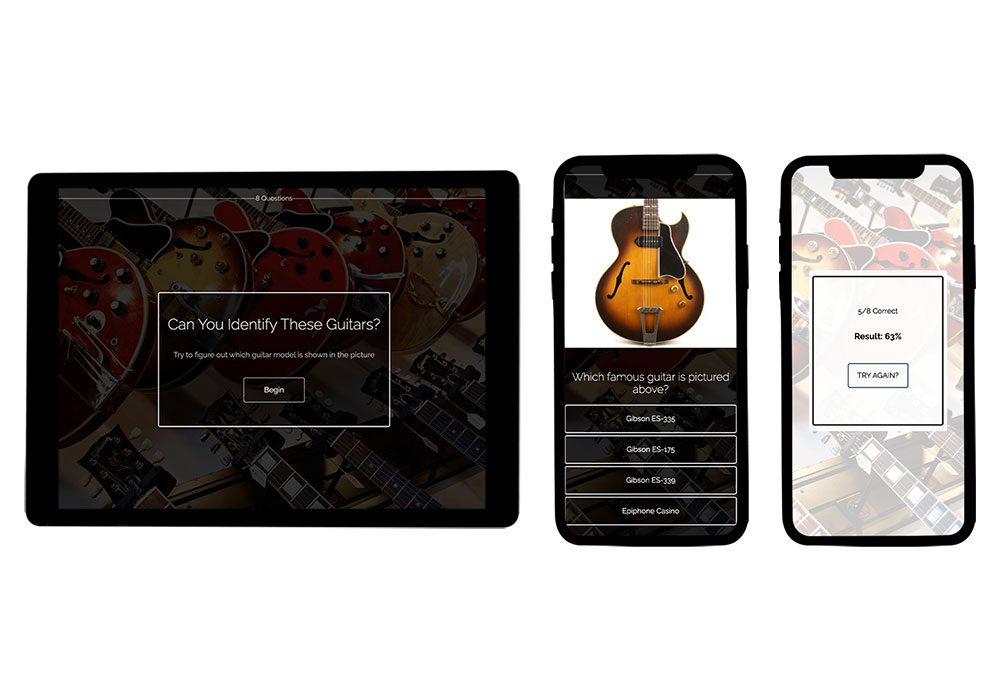 8 Questions
Can You Identify These Guitars?
Try to figure out which guitar model is shown in the picture
Begin
Which famous guitar is pictured
above?
Gibson ES-335
Gibson ES-175
Gibson ES-339
Epiphone Casino
5/8 Correct
Result: 63%
TRY AGAIN?